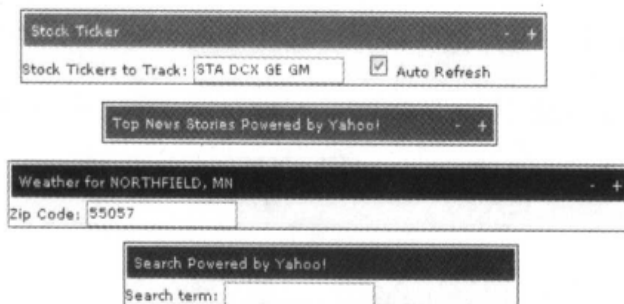 Stock Ticker - +
Stock Tickers to Track: STA DCX GE GM Auto Refresh
Top News Stories Powered by Yahoo! - +
Weather for NORTHFIELD, MN - +
Zip Code: 55057
Search Powered by Yahoo!
Search term: